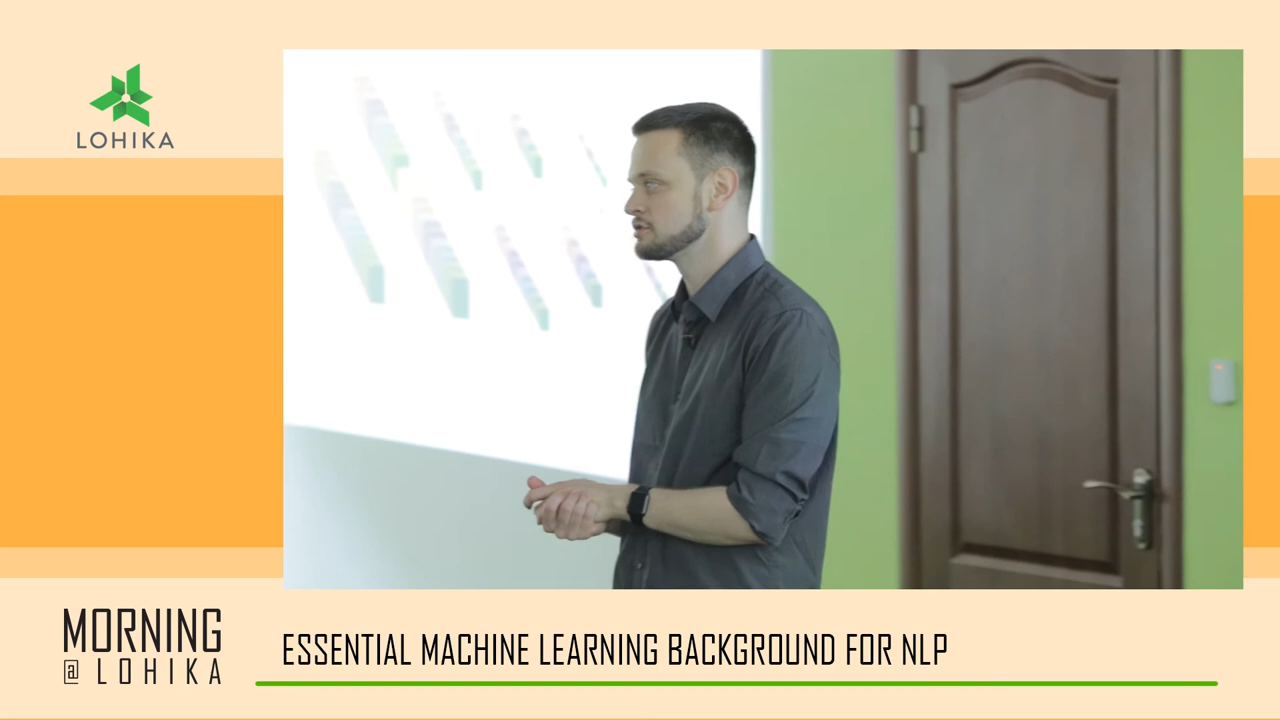 LOHIKA
MORNING
@ LOHIKA
ESSENTIAL MACHINE LEARNING BACKGROUND FOR NLP